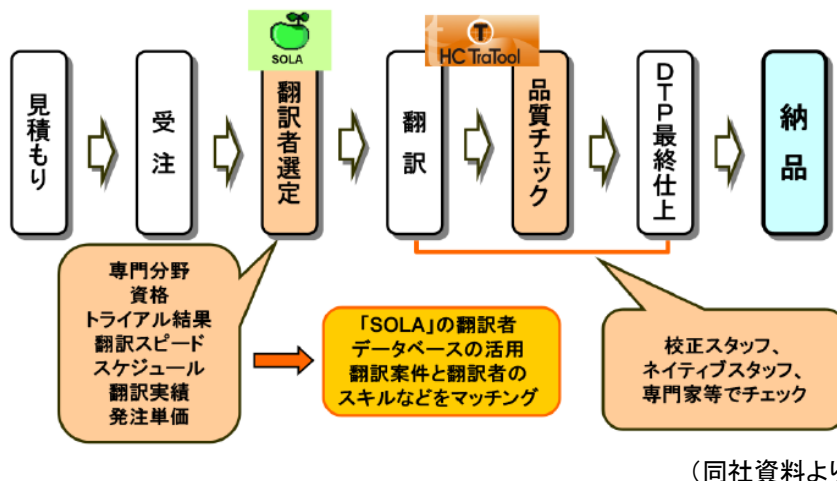 SOLA
HC TraTool
見積もり
受注
翻訳者選定
翻訳
品質チェック
DTP最終仕上
納品
専門分野
資格
トライアル結果
翻訳スピード
スケジュール
翻訳実績
発注単価
「SOLA」の翻訳者
データベースの活用
翻訳案件と翻訳者の
スキルなどをマッチング
校正スタッフ、
ネイティブスタッフ、
専門家等でチェック
(同社資料より